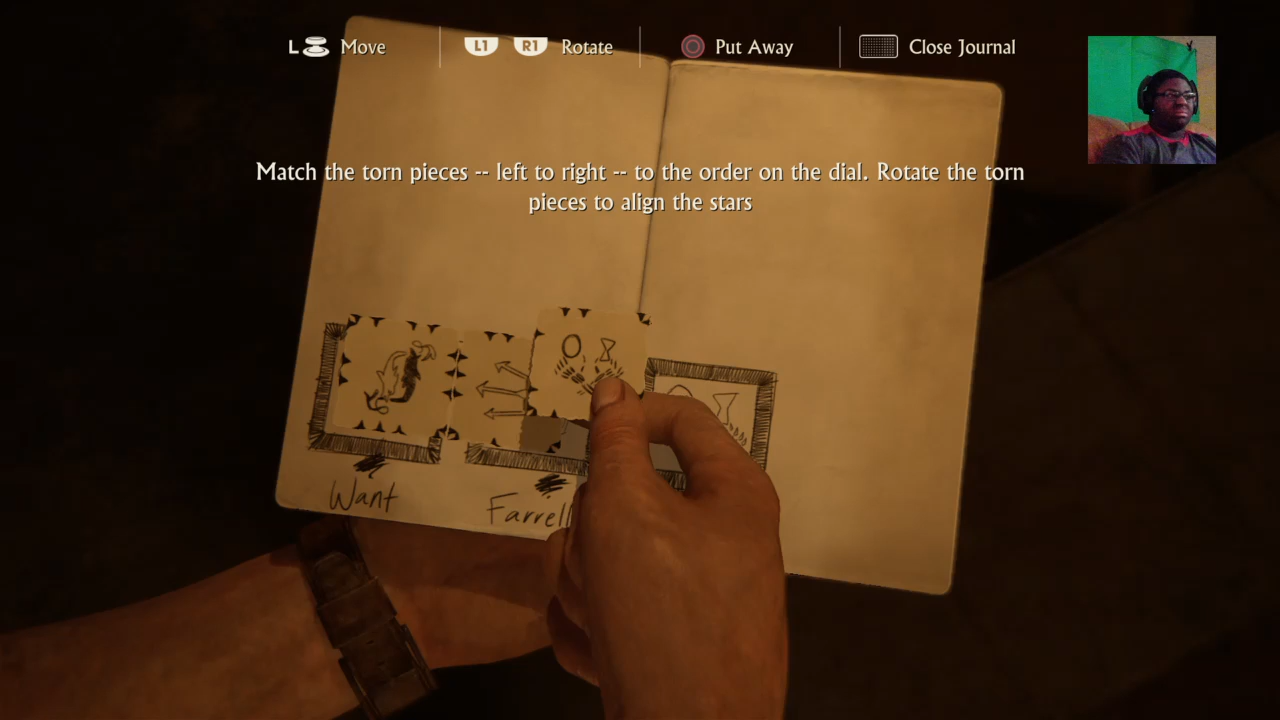 L Move L1 R1 Rotate Put Away Close Journal
Match the torn pieces -- left to right -- to the order on the dial. Rotate the torn
pieces to align the stars
Want Farrell